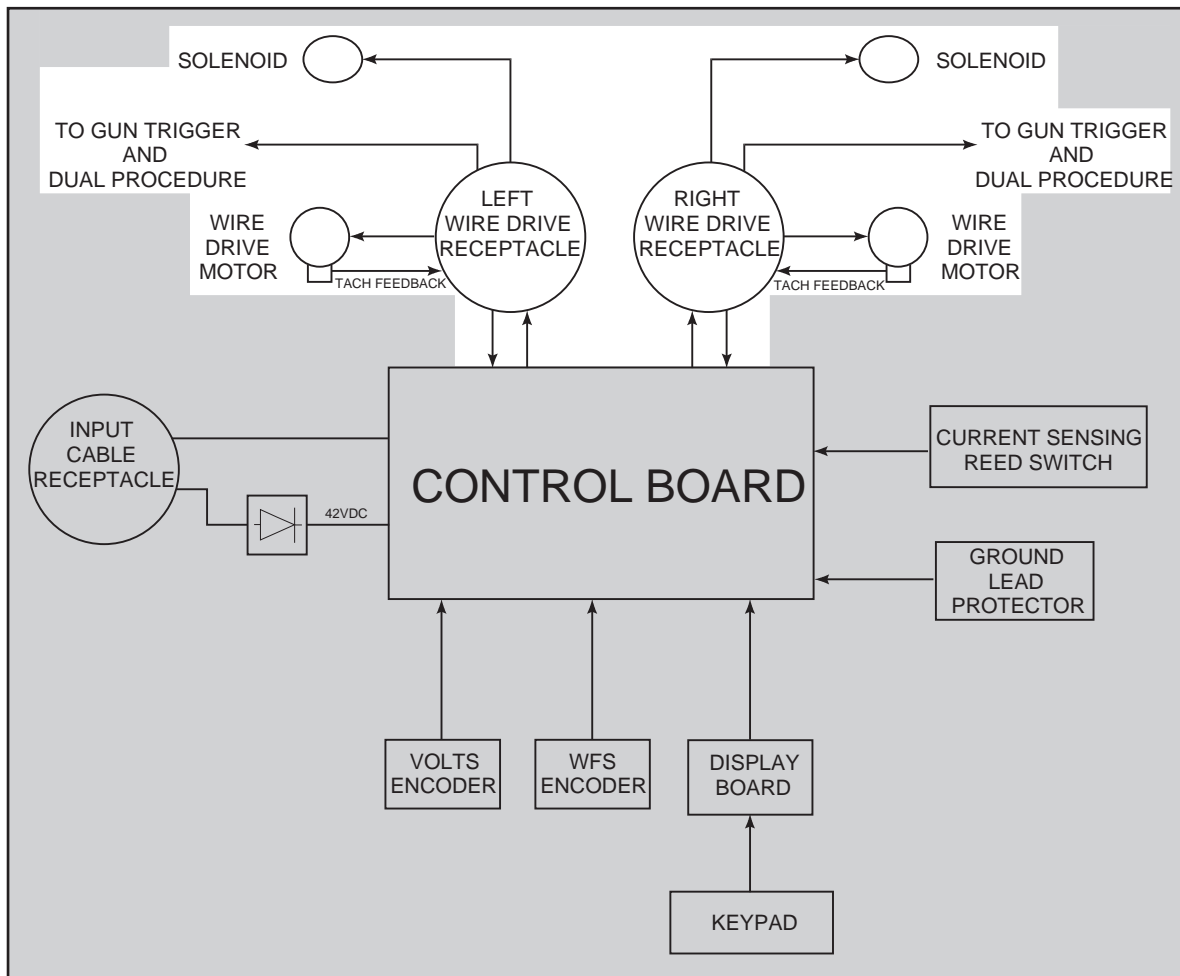 SOLENOID
SOLENOID
TO GUN TRIGGER
AND
DUAL PROCEDURE
TO GUN TRIGGER
AND
DUAL PROCEDURE
LEFT
WIRE DRIVE
RECEPTACLE
RIGHT
WIRE DRIVE
RECEPTACLE
WIRE
DRIVE
MOTOR
WIRE
DRIVE
MOTOR
TACH FEEDBACK
TACH FEEDBACK
INPUT
CABLE
RECEPTACLE
42VDC
CONTROL BOARD
CURRENT SENSING
REED SWITCH
GROUND
LEAD
PROTECTOR
VOLTS
ENCODER
WFS
ENCODER
DISPLAY
BOARD
KEYPAD